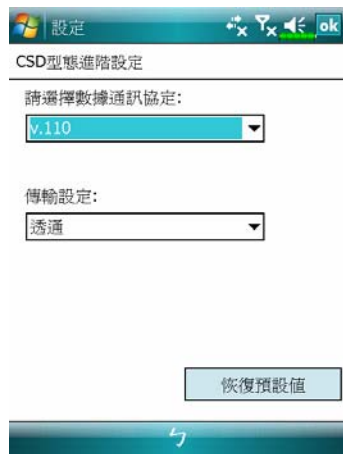 設定
ok
CSD型態進階設定
請選擇數據通訊協定:
v.110
傳輸設定:
透通
恢復預設值
ㄅ